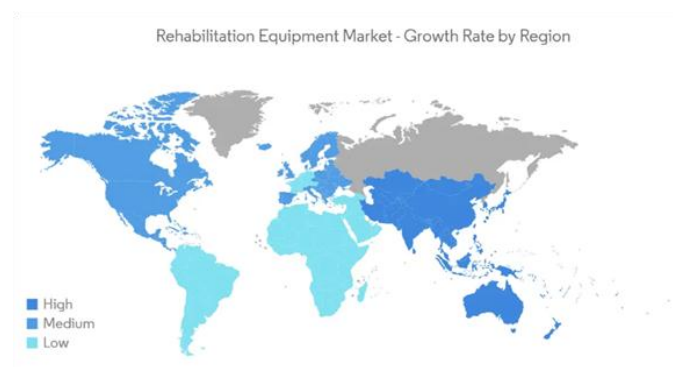 Rehabilitation Equipment Market - Growth Rate by Region
High
Medium
Low